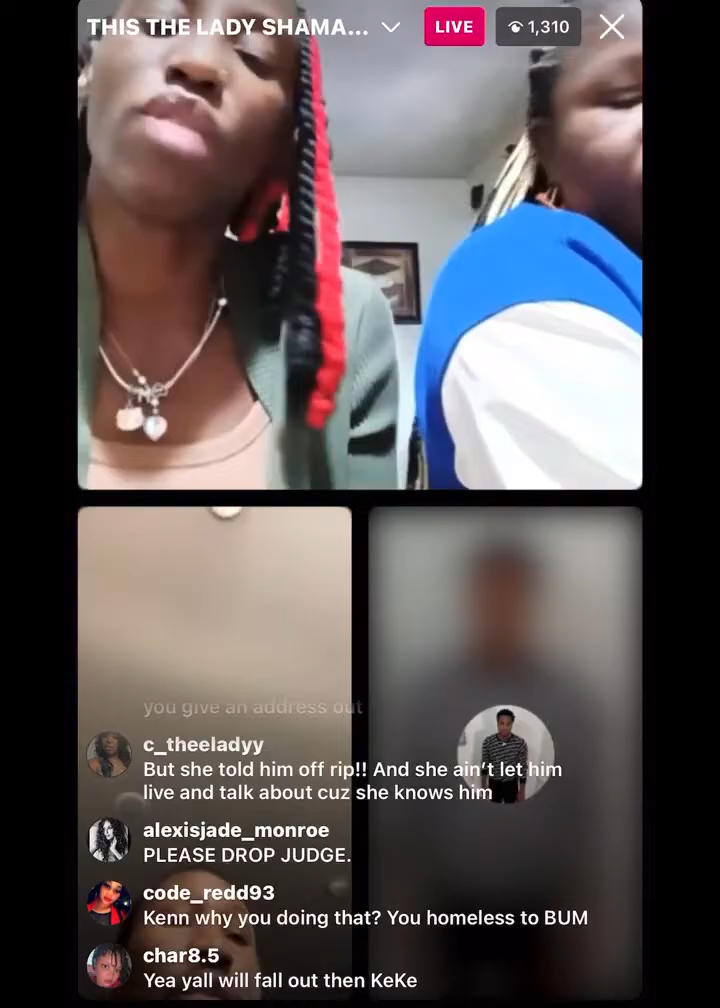 THIS THE LADY SHAMA...
LIVE
1,310
you give an address out
c_theeladyy
But she told him off rip!! And she ain't let him
live and talk about cuz she knows him
alexisjade_monroe
PLEASE DROP JUDGE.
code_redd93
Kenn why you doing that? You homeless to BUM
char8.5
Yea yall will fall out then KeKe